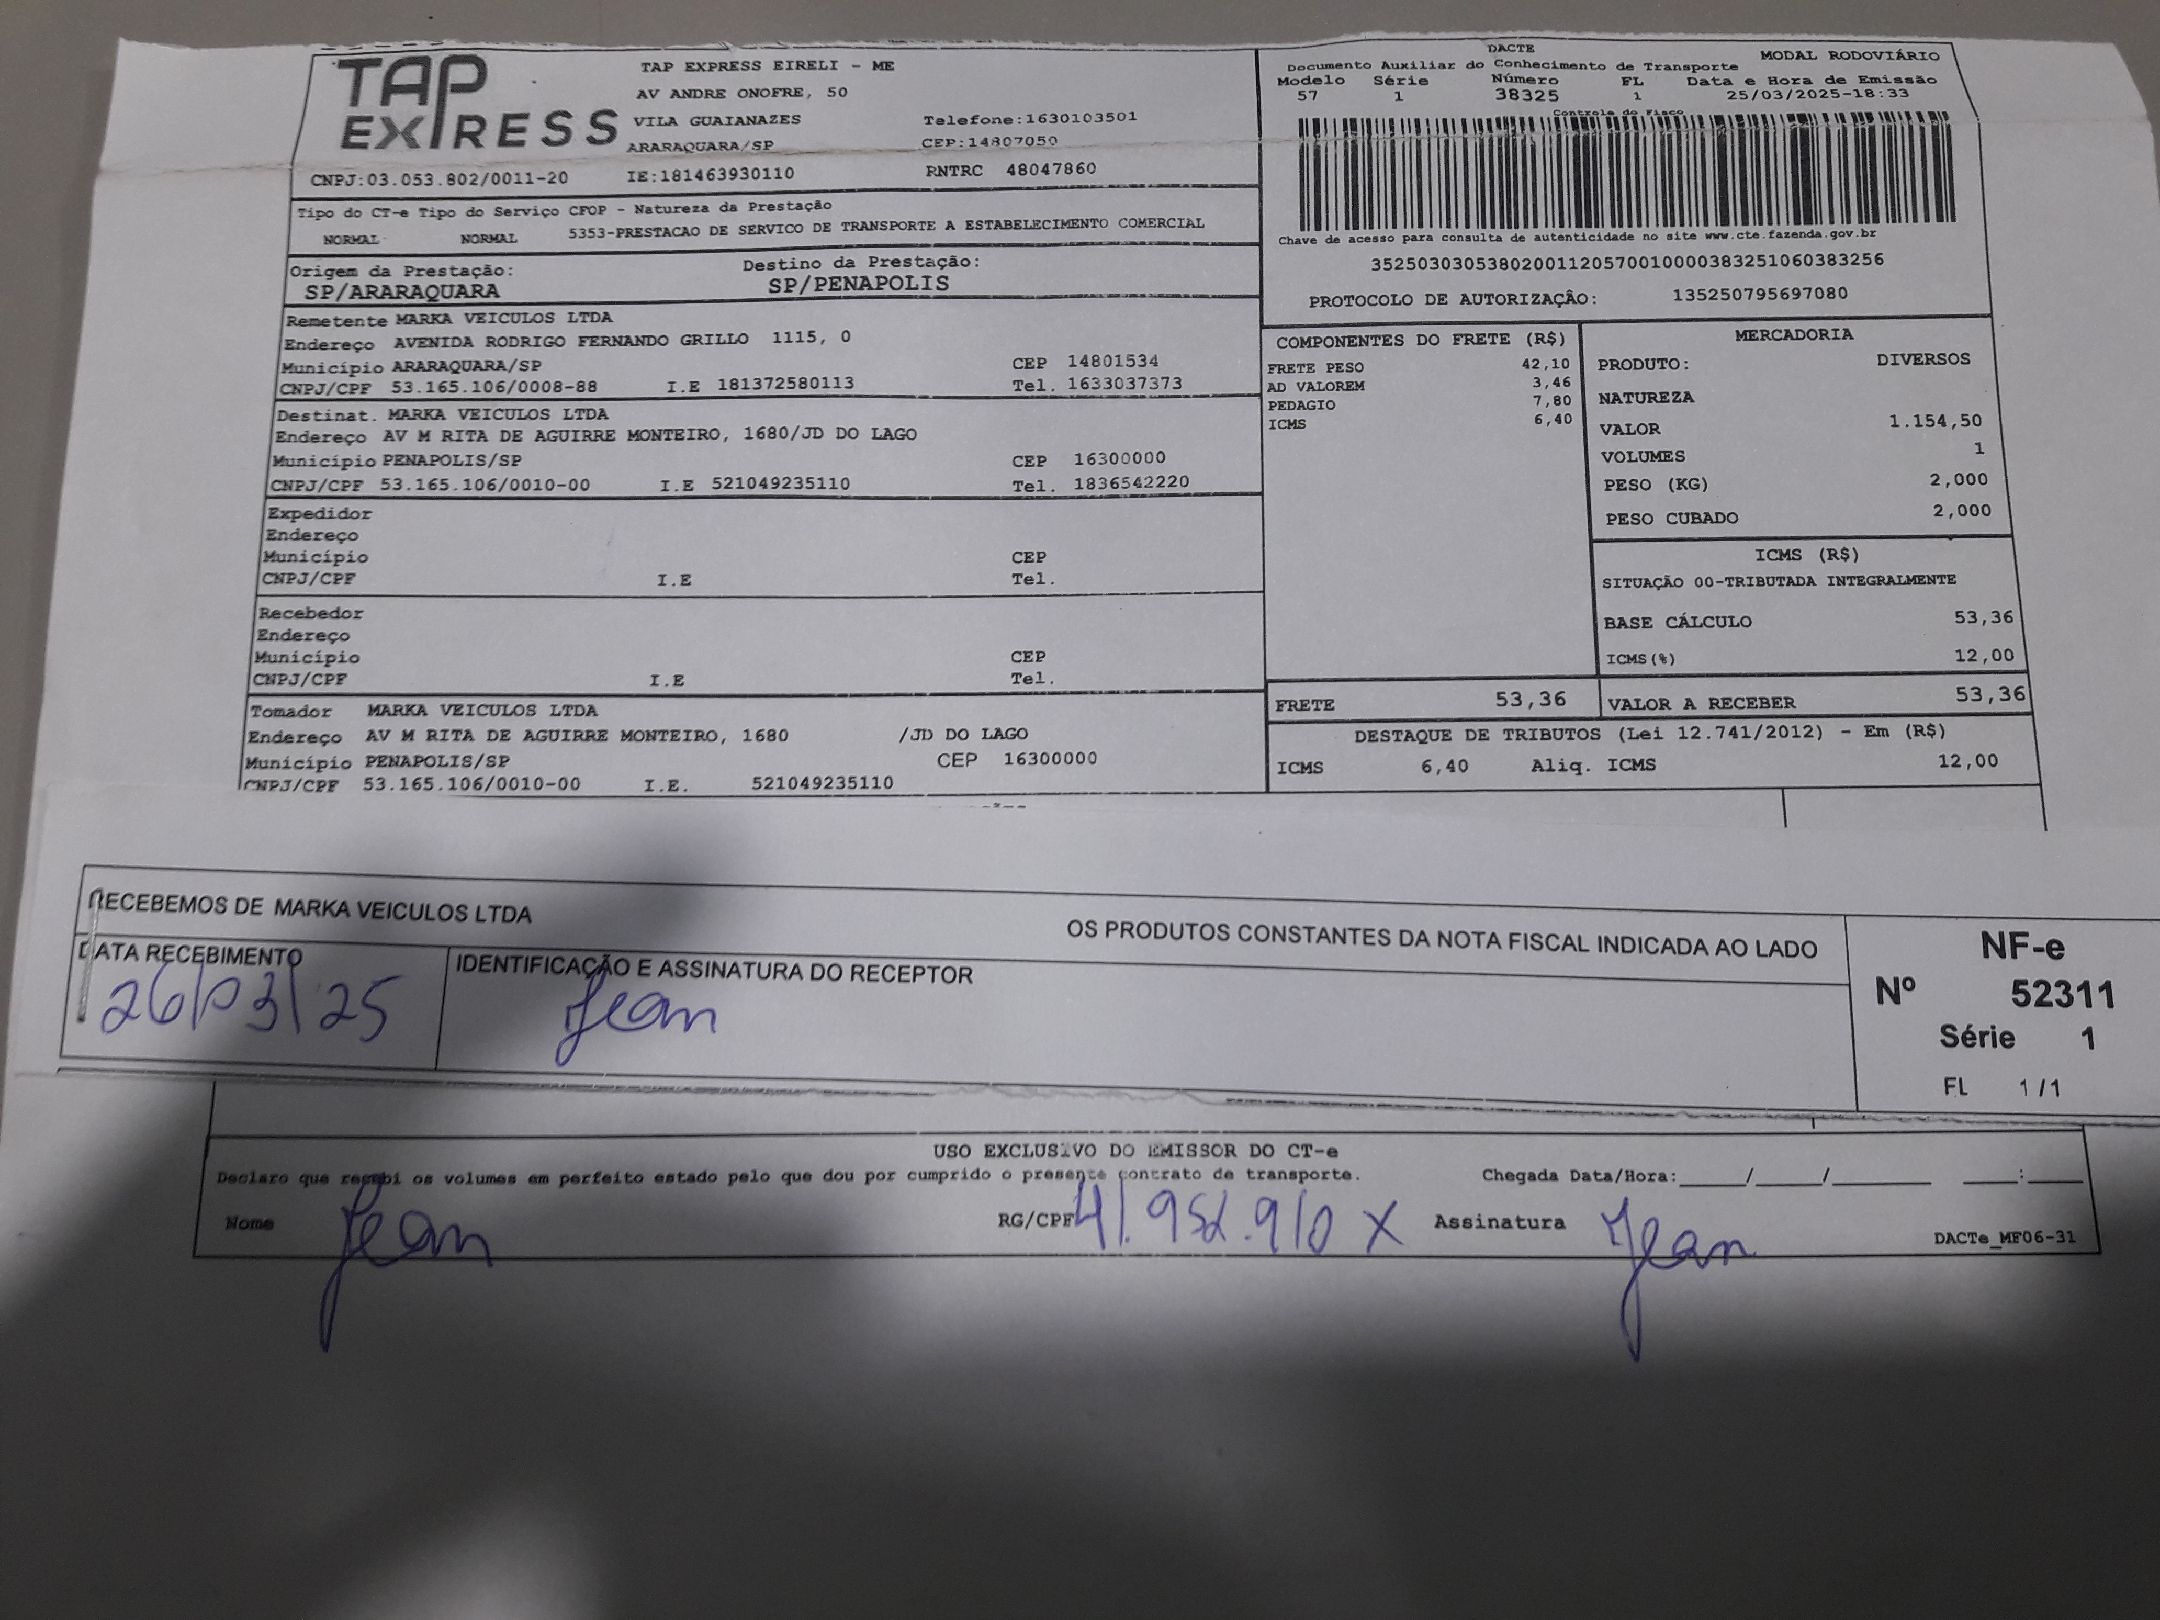 TAP EXPRESS
TAP EXPRESS EIRELI - ME
AV ANDRE ONOFRE, 50
VILA GUAIANAZES Telefone:1630103501
ARARAQUARA/SP CEP:14807050
CNPJ:03.053.802/0011-20 IE:181463930110 RNTRC 48047860
DACTE MODAL RODOVIÁRIO
Documento Auxiliar do Conhecimento de Transporte
Modelo Série Número FL Data e Hora de Emissão
57 1 38325 1 25/03/2025-18:33
Controle do Fisco
Chave de acesso para consulta de autenticidade no site www.cte.fazenda.gov.br
35250303053802001120570010000383251060383256
PROTOCOLO DE AUTORIZAÇÃO: 135250795697080
Tipo do CT-e Tipo do Serviço CFOP - Natureza da Prestação
NORMAL NORMAL 5353-PRESTACAO DE SERVICO DE TRANSPORTE A ESTABELECIMENTO COMERCIAL
Origem da Prestação: Destino da Prestação:
SP/ARARAQUARA SP/PENAPOLIS
Remetente MARKA VEICULOS LTDA
Endereço AVENIDA RODRIGO FERNANDO GRILLO 1115, 0
Município ARARAQUARA/SP CEP 14801534
CNPJ/CPF 53.165.106/0008-88 I.E 181372580113 Tel. 1633037373
Destinat. MARKA VEICULOS LTDA
Endereço AV M RITA DE AGUIRRE MONTEIRO, 1680/JD DO LAGO
Município PENAPOLIS/SP CEP 16300000
CNPJ/CPF 53.165.106/0010-00 I.E 521049235110 Tel. 1836542220
Expedidor
Endereço
Município CEP
CNPJ/CPF I.E Tel.
Recebedor
Endereço
Município CEP
CNPJ/CPF I.E Tel.
Tomador MARKA VEICULOS LTDA
Endereço AV M RITA DE AGUIRRE MONTEIRO, 1680 /JD DO LAGO
Município PENAPOLIS/SP CEP 16300000
CNPJ/CPF 53.165.106/0010-00 I.E. 521049235110
COMPONENTES DO FRETE (R$)
FRETE PESO 42,10
AD VALOREM 3,46
PEDAGIO 7,80
ICMS 6,40
MERCADORIA
PRODUTO: DIVERSOS
NATUREZA
VALOR 1.154,50
VOLUMES 1
PESO (KG) 2,000
PESO CUBADO 2,000
ICMS (R$)
SITUAÇÃO 00-TRIBUTADA INTEGRALMENTE
BASE CÁLCULO 53,36
ICMS(%) 12,00
FRETE 53,36 VALOR A RECEBER 53,36
DESTAQUE DE TRIBUTOS (Lei 12.741/2012) - Em (R$)
ICMS 6,40 Aliq. ICMS 12,00
RECEBEMOS DE MARKA VEICULOS LTDA OS PRODUTOS CONSTANTES DA NOTA FISCAL INDICADA AO LADO
DATA RECEBIMENTO IDENTIFICAÇÃO E ASSINATURA DO RECEPTOR
26/03/25 Jean
NF-e
Nº 52311
Série 1
FL 1 /1
USO EXCLUSIVO DO EMISSOR DO CT-e
Declaro que recebi os volumes em perfeito estado pelo que dou por cumprido o presente contrato de transporte. Chegada Data/Hora:_____/_____/_______ ____:____
Nome Jean RG/CPF 41.952.910 X Assinatura Jean DACTe_MF06-31